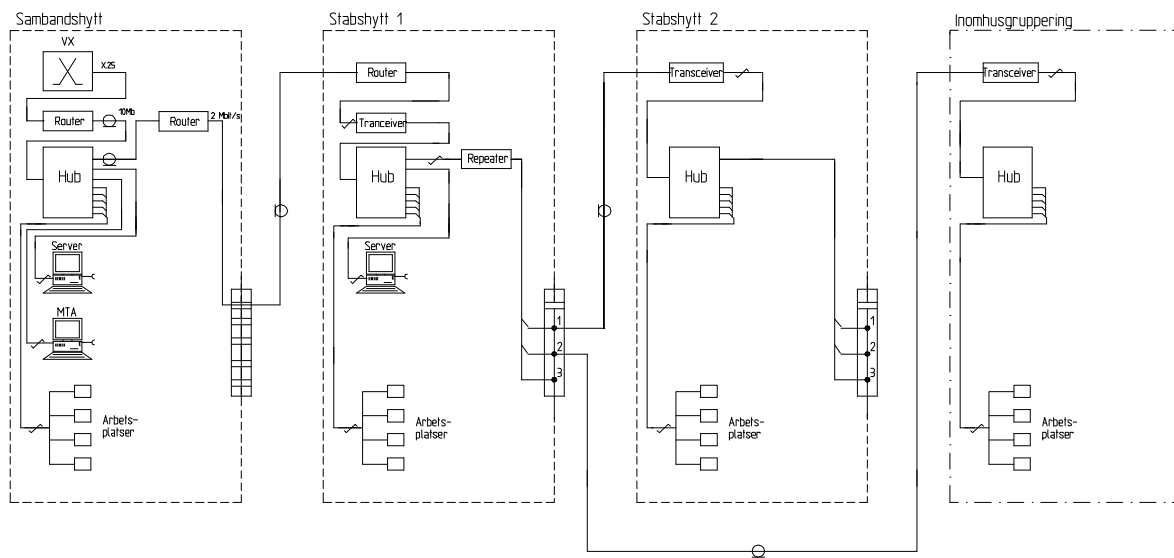 Sambandshytt
VX
X.25
Router
10Mb
Router
2 Mbit/s
Hub
Server
MTA
Arbets-
platser
Stabshytt 1
Router
Tranceiver
Hub
Repeater
Server
1
2
3
Arbets-
platser
Stabshytt 2
Transceiver
Hub
1
2
3
Arbets-
platser
Inomhusgruppering
Transceiver
Hub
Arbets-
platser